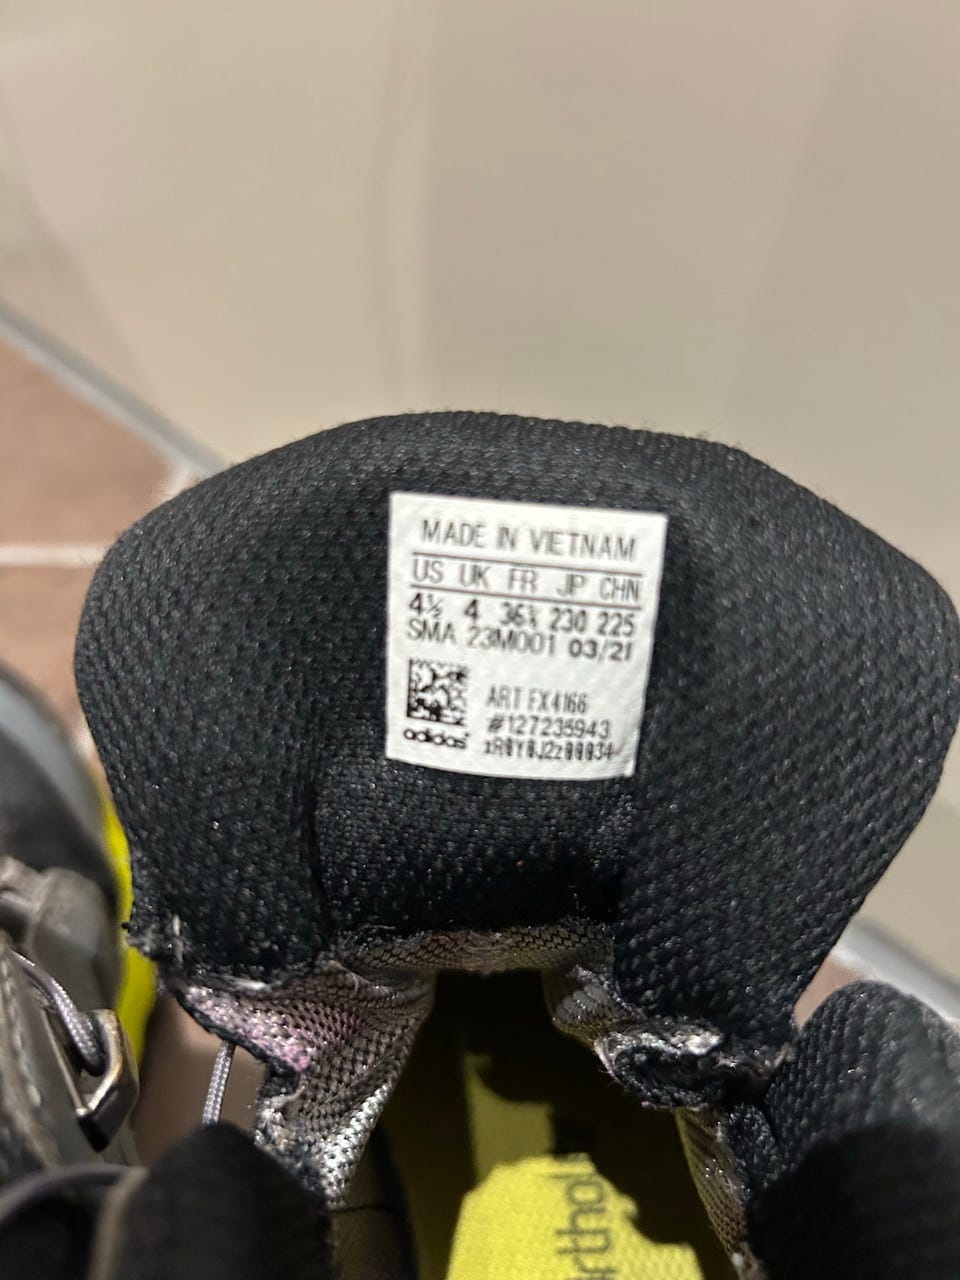 MADE IN VIETNAM
US UK FR JP CHN
4½ 4 36⅔ 230 225
SMA 23M001 03/21
ART FX4166
#127235943
adidas
orthol